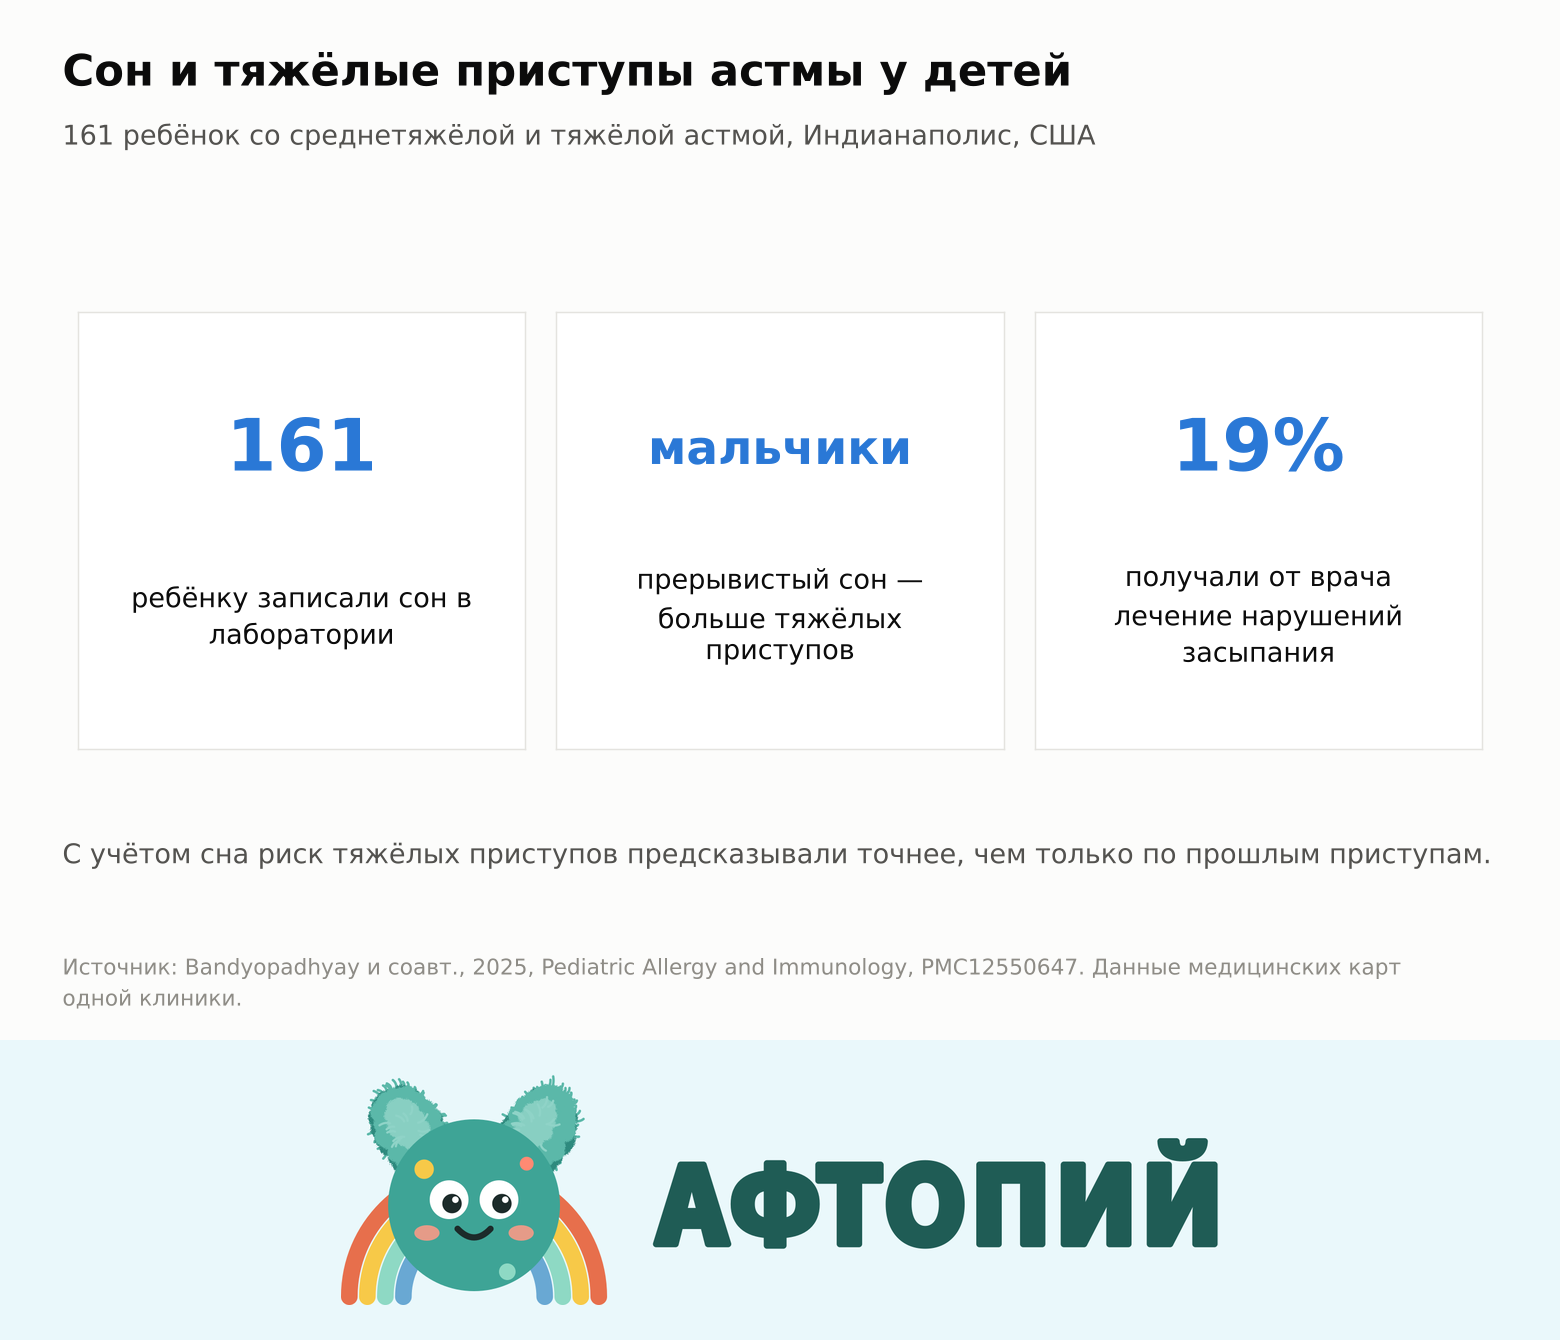 Сон и тяжёлые приступы астмы у детей
161 ребёнок со среднетяжёлой и тяжёлой астмой, Индианаполис, США
161
ребёнку записали сон в
лаборатории
мальчики
прерывистый сон —
больше тяжёлых
приступов
19%
получали от врача
лечение нарушений
засыпания
С учётом сна риск тяжёлых приступов предсказывали точнее, чем только по прошлым приступам.
Источник: Bandyopadhyay и соавт., 2025, Pediatric Allergy and Immunology, PMC12550647. Данные медицинских карт
одной клиники.
АФТОПИЙ